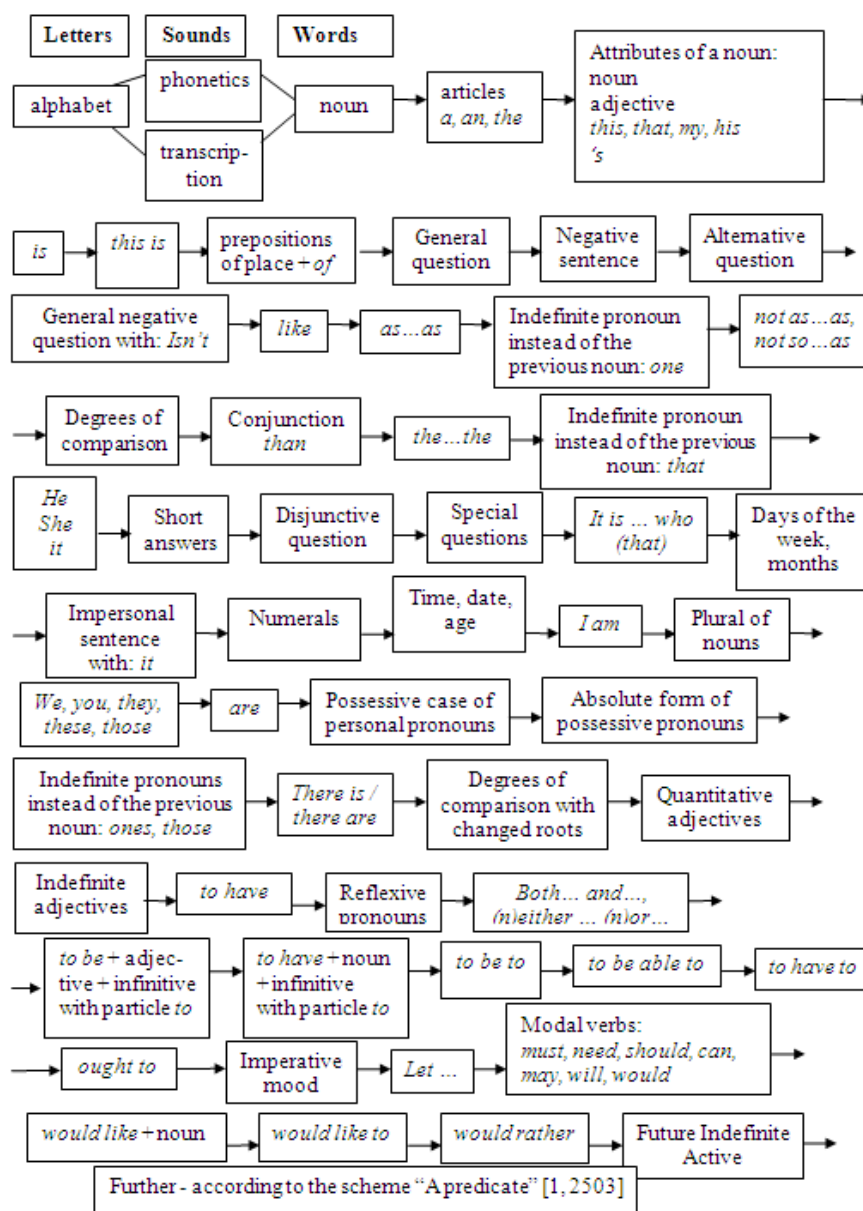 Letters Sounds Words
alphabet
phonetics
transcrip-
tion
noun
articles
a, an, the
Attributes of a noun:
noun
adjective
this, that, my, his
‘s
is
this is
prepositions
of place + of
General
question
Negative
sentence
Alternative
question
General negative
question with: Isn’t
like
as…as
Indefinite pronoun
instead of the
previous noun: one
not as…as,
not so…as
Degrees of
comparison
Conjunction
than
the…the
Indefinite pronoun
instead of the previous
noun: that
He
She
it
Short
answers
Disjunctive
question
Special
questions
It is … who
(that)
Days of the
week,
months
Impersonal
sentence
with: it
Numerals
Time, date,
age
I am
Plural of
nouns
We, you, they,
these, those
are
Possessive case of
personal pronouns
Absolute form of
possessive pronouns
Indefinite pronouns
instead of the previous
noun: ones, those
There is /
there are
Degrees of
comparison with
changed roots
Quantitative
adjectives
Indefinite
adjectives
to have
Reflexive
pronouns
Both… and…,
(n)either … (n)or…
to be + adjec-
tive + infinitive
with particle to
to have + noun
+ infinitive
with particle to
to be to
to be able to
to have to
ought to
Imperative
mood
Let …
Modal verbs:
must, need, should, can,
may, will, would
would like + noun
would like to
would rather
Future Indefinite
Active
Further - according to the scheme “A predicate” [1, 2503]